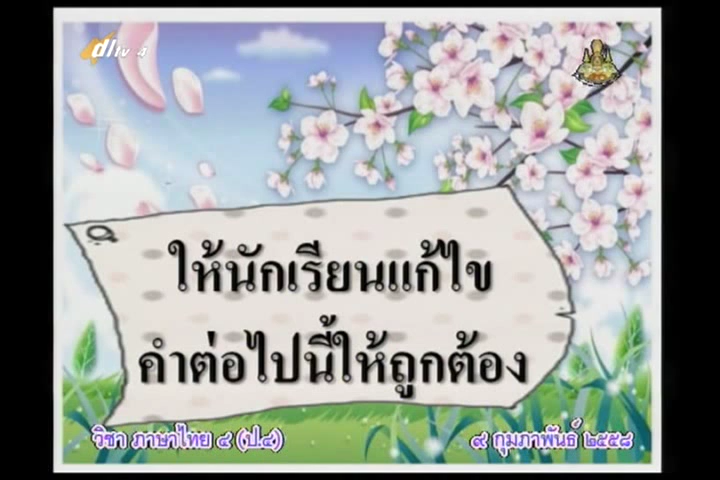 dltv 4
ให้นักเรียนแก้ไข
คำต่อไปนี้ให้ถูกต้อง
วิชา ภาษาไทย ๔ (ป.๔)
๙ กุมภาพันธ์ ๒๕๕๘